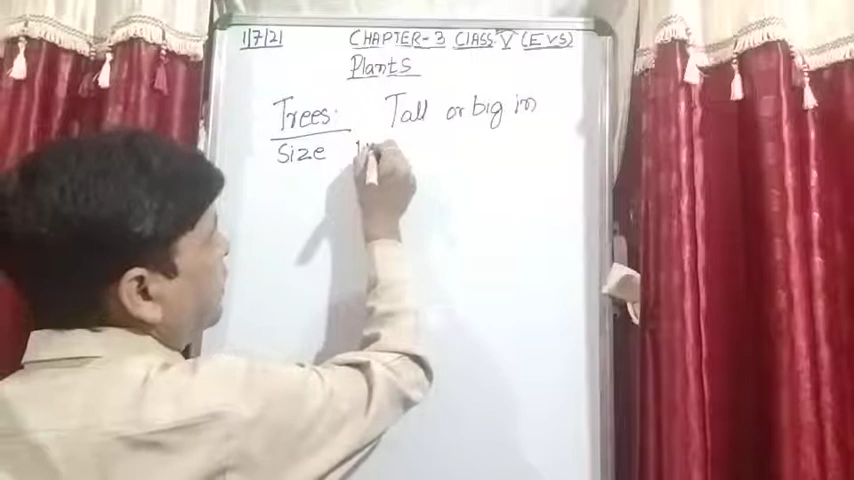 1/7/21 CHAPTER-3 CLASS-V (EVS)
Plants
Trees: Tall or big in
Size